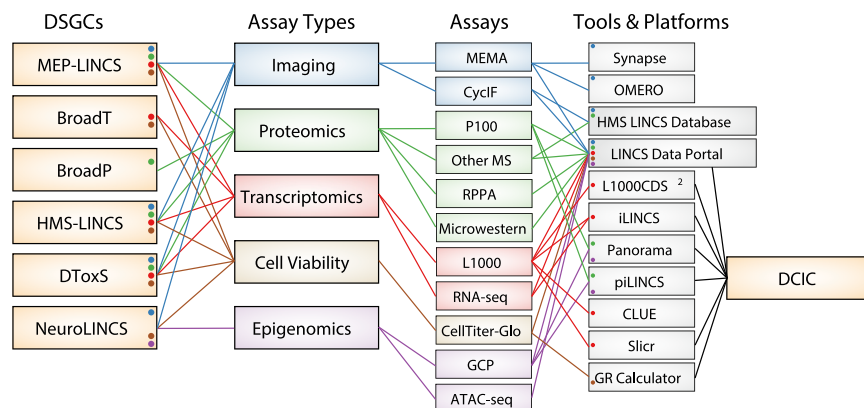 DSGCs
Assay Types
Assays
Tools & Platforms
MEP-LINCS
BroadT
BroadP
HMS-LINCS
DToxS
NeuroLINCS
Imaging
Proteomics
Transcriptomics
Cell Viability
Epigenomics
MEMA
CycIF
P100
Other MS
RPPA
Microwestern
L1000
RNA-seq
CellTiter-Glo
GCP
ATAC-seq
Synapse
OMERO
HMS LINCS Database
LINCS Data Portal
L1000CDS 2
iLINCS
Panorama
piLINCS
CLUE
Slicr
GR Calculator
DCIC